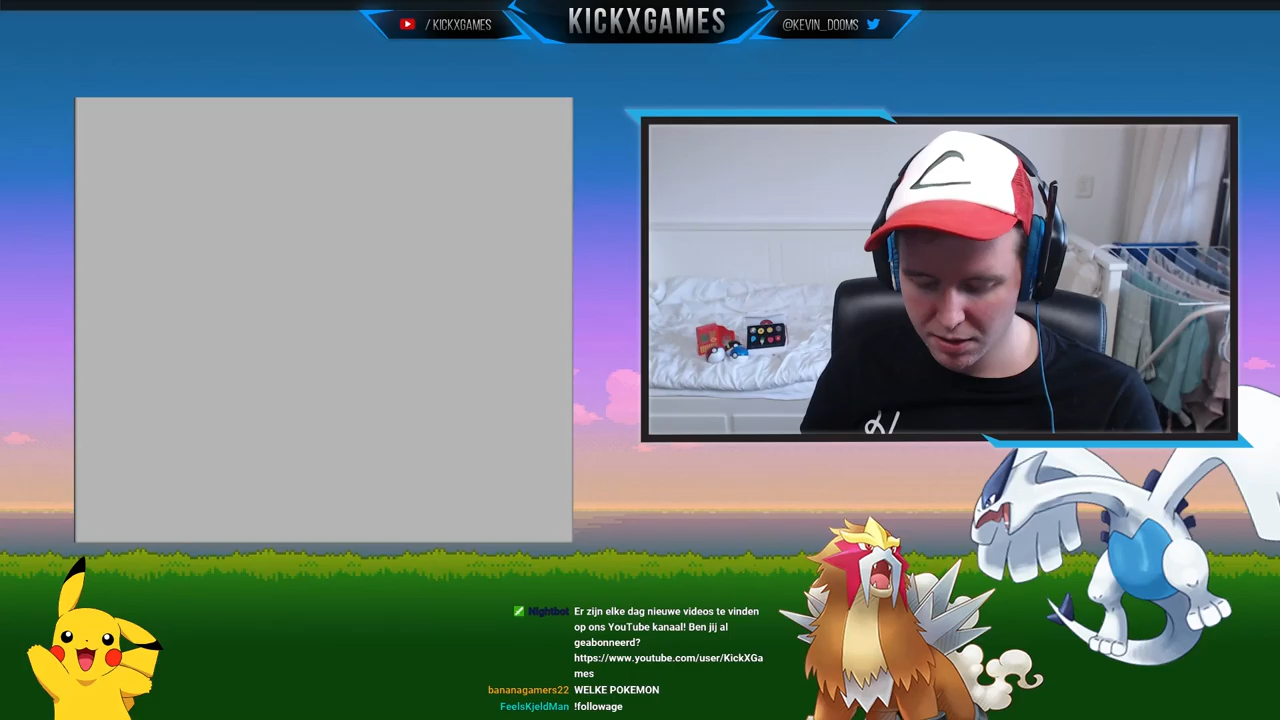 / KICKXGAMES
KICKXGAMES
@KEVIN_DOOMS
Nightbot Er zijn elke dag nieuwe videos te vinden
op ons YouTube kanaal! Ben jij al
geabonneerd?
https://www.youtube.com/user/KickXGa
mes
bananagamers22 WELKE POKEMON
FeelsKjeldMan !followage